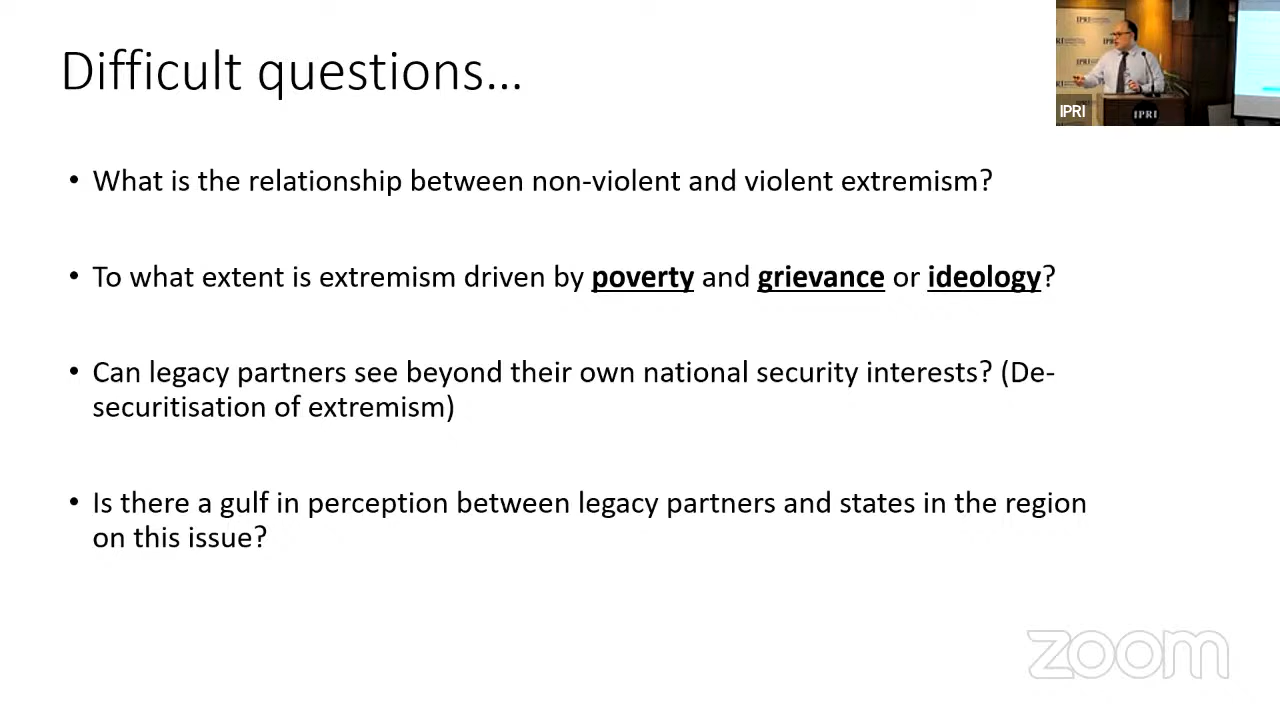 Difficult questions...
IPRI
IPRI
IPRI
IPRI
IPRI
• What is the relationship between non-violent and violent extremism?
• To what extent is extremism driven by poverty and grievance or ideology?
• Can legacy partners see beyond their own national security interests? (De-
securitisation of extremism)
• Is there a gulf in perception between legacy partners and states in the region
on this issue?
zoom